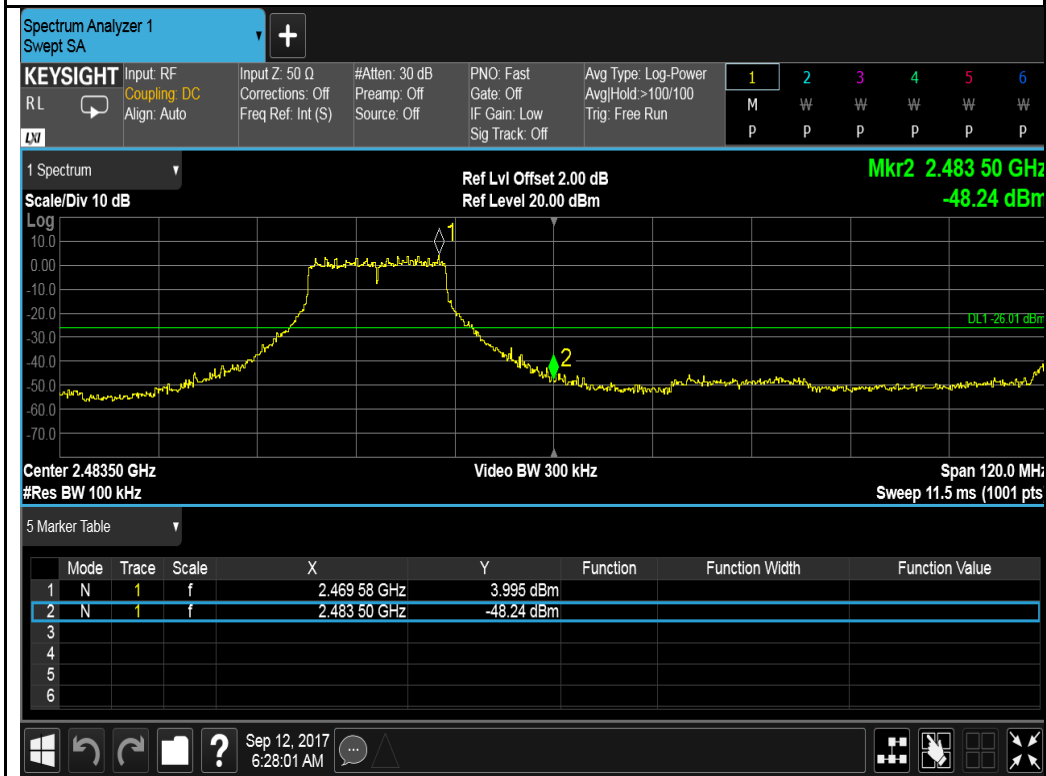 Spectrum Analyzer 1
Swept SA
+
KEYSIGHT
RL
LXI
Input: RF
Coupling: DC
Align: Auto
Input Z: 50 Ω
Corrections: Off
Freq Ref: Int (S)
#Atten: 30 dB
Preamp: Off
Source: Off
PNO: Fast
Gate: Off
IF Gain: Low
Sig Track: Off
Avg Type: Log-Power
Avg|Hold:>100/100
Trig: Free Run
1 2 3 4 5 6
M W W W W W
P P P P P P
1 Spectrum
Scale/Div 10 dB
Ref Lvl Offset 2.00 dB
Ref Level 20.00 dBm
Mkr2 2.483 50 GHz
-48.24 dBm
Log
10.0
0.00
-10.0
-20.0
-30.0
-40.0
-50.0
-60.0
-70.0
1
2
DL1 -26.01 dBm
Center 2.48350 GHz
#Res BW 100 kHz
Video BW 300 kHz
Span 120.0 MHz
Sweep 11.5 ms (1001 pts
5 Marker Table
Mode Trace Scale X Y Function Function Width Function Value
1 N 1 f 2.469 58 GHz 3.995 dBm
2 N 1 f 2.483 50 GHz -48.24 dBm
3
4
5
6
?
Sep 12, 2017
6:28:01 AM